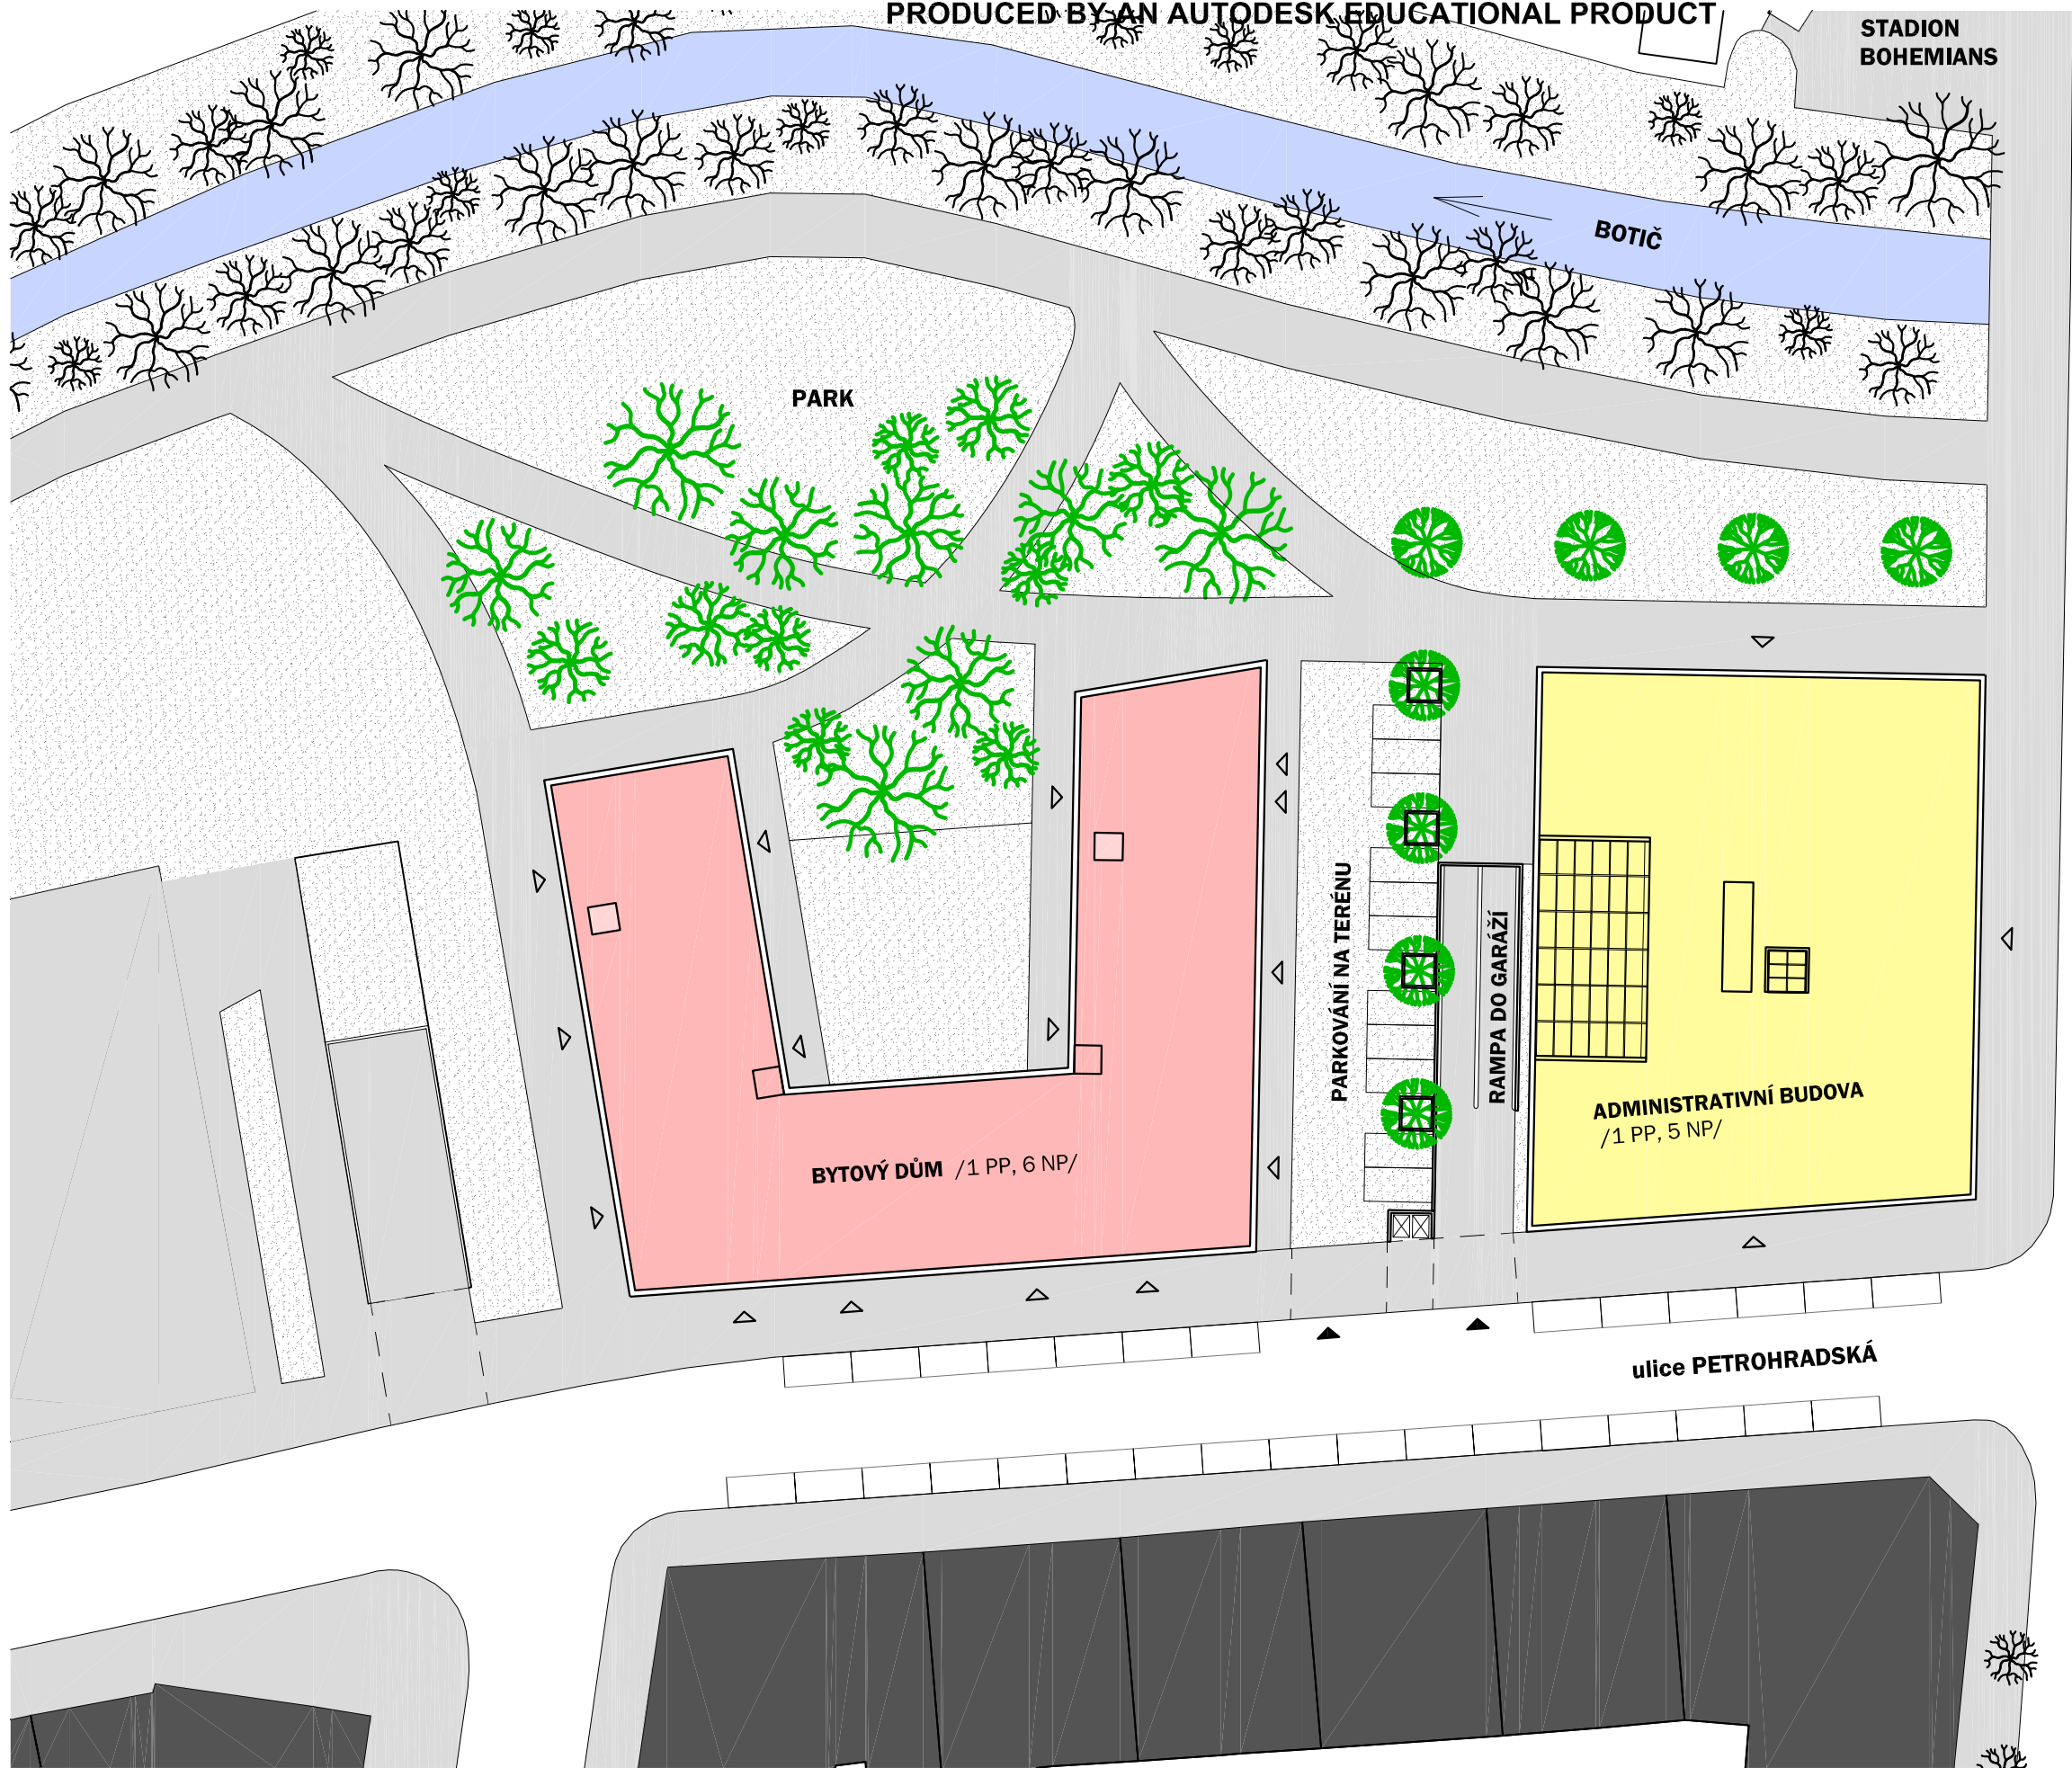 PRODUCED BY AN AUTODESK EDUCATIONAL PRODUCT
STADION
BOHEMIANS
BOTIČ
PARK
PARKOVÁNÍ NA TERÉNU
RAMPA DO GARÁŽÍ
ADMINISTRATIVNÍ BUDOVA
/1 PP, 5 NP/
BYTOVÝ DŮM /1 PP, 6 NP/
ulice PETROHRADSKÁ